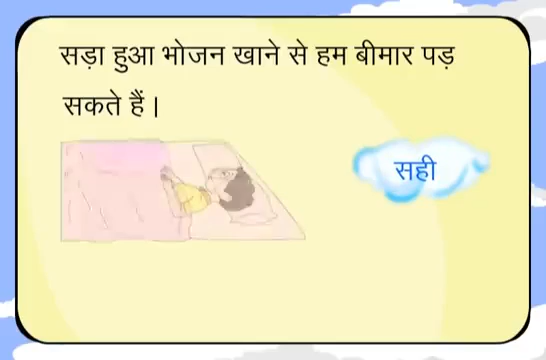 सड़ा हुआ भोजन खाने से हम बीमार पड़
सकते हैं।
सही